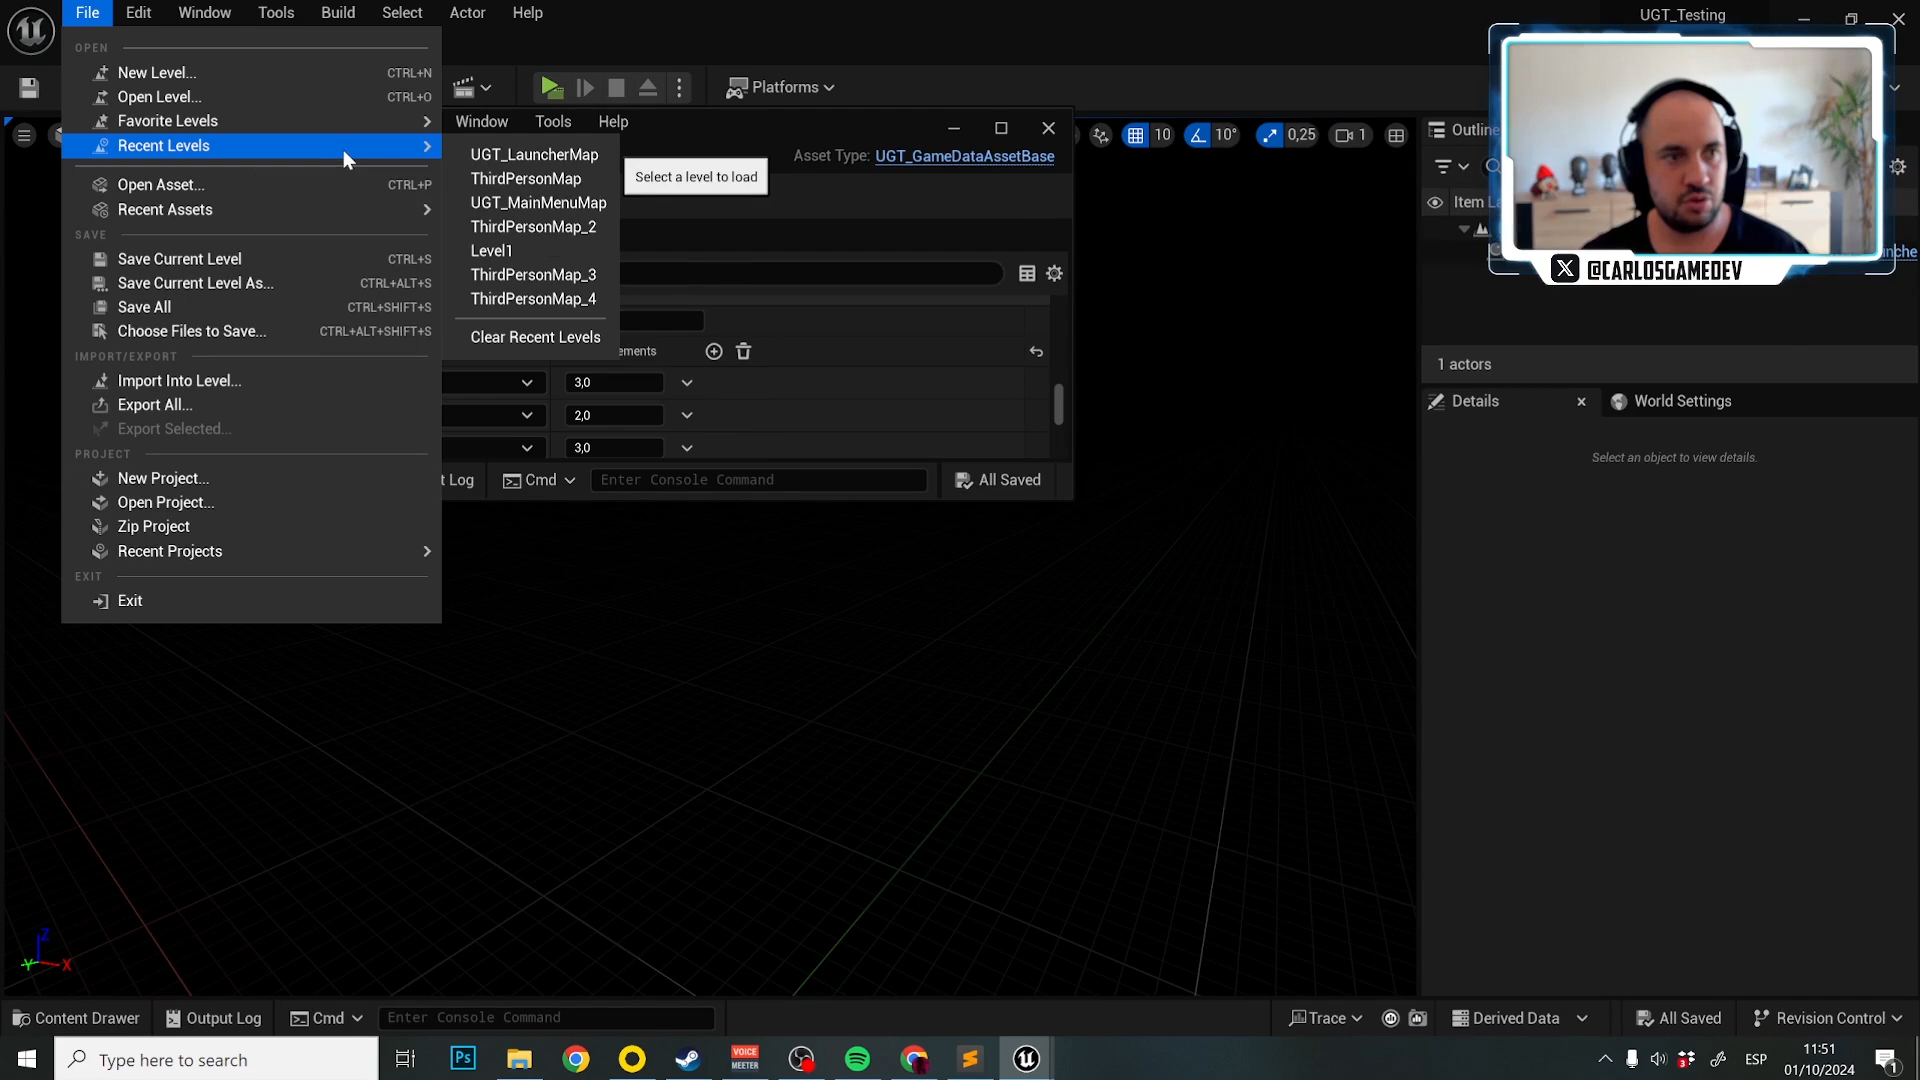 File Edit Window Tools Build Select Actor Help
UGT_Testing
OPEN
New Level... CTRL+N
Open Level... CTRL+O
Favorite Levels
Recent Levels
Open Asset... CTRL+P
Recent Assets
SAVE
Save Current Level CTRL+S
Save Current Level As... CTRL+ALT+S
Save All CTRL+SHIFT+S
Choose Files to Save... CTRL+ALT+SHIFT+S
IMPORT/EXPORT
Import Into Level...
Export All...
Export Selected...
PROJECT
New Project...
Open Project...
Zip Project
Recent Projects
EXIT
Exit
Platforms
Window Tools Help
UGT_LauncherMap
ThirdPersonMap
UGT_MainMenuMap
ThirdPersonMap_2
Level1
ThirdPersonMap_3
ThirdPersonMap_4
Clear Recent Levels
Select a level to load
Asset Type: UGT_GameDataAssetBase
ements
3,0
2,0
3,0
t Log Cmd Enter Console Command All Saved
10 10° 0,25 1
Outline
Item La
unche
@CARLOSGAMEDEV
1 actors
Details World Settings
Select an object to view details.
Z
Y X
Content Drawer Output Log Cmd Enter Console Command Trace Derived Data All Saved Revision Control
Type here to search
Ps
VOICE
MEETER
3
ESP
11:51
01/10/2024
1